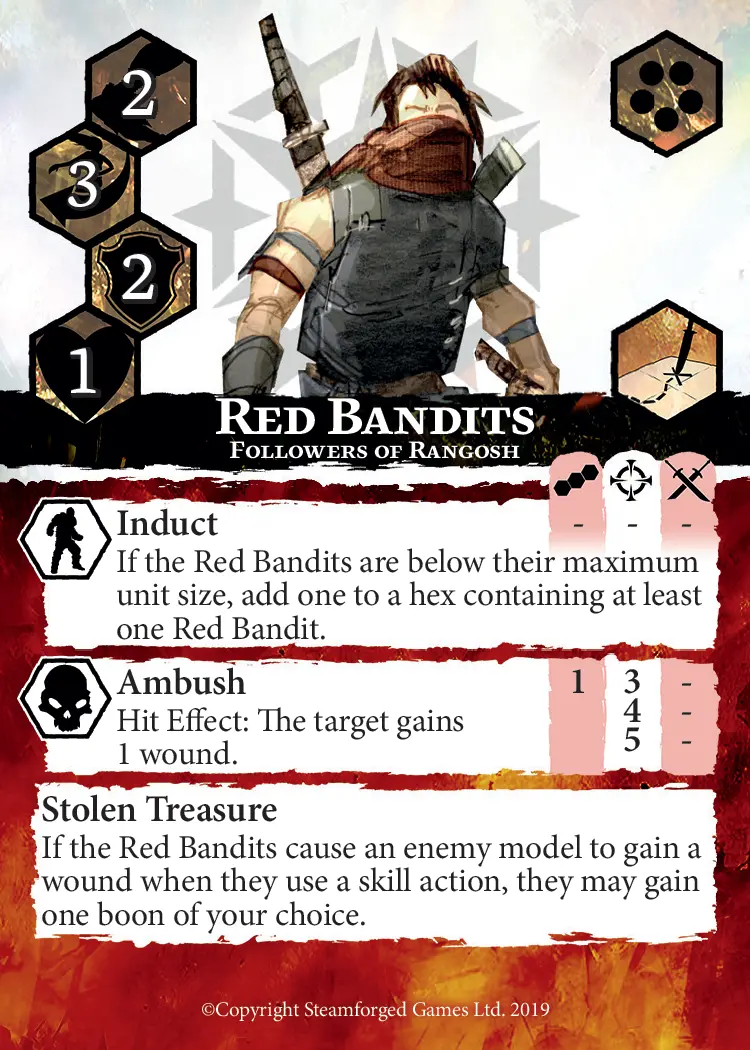 2
3
2
1
Red Bandits
Followers of Rangosh
Induct
- - -
If the Red Bandits are below their maximum
unit size, add one to a hex containing at least
one Red Bandit.
Ambush
1 3 -
4 -
5 -
Hit Effect: The target gains
1 wound.
Stolen Treasure
If the Red Bandits cause an enemy model to gain a
wound when they use a skill action, they may gain
one boon of your choice.
©Copyright Steamforged Games Ltd. 2019